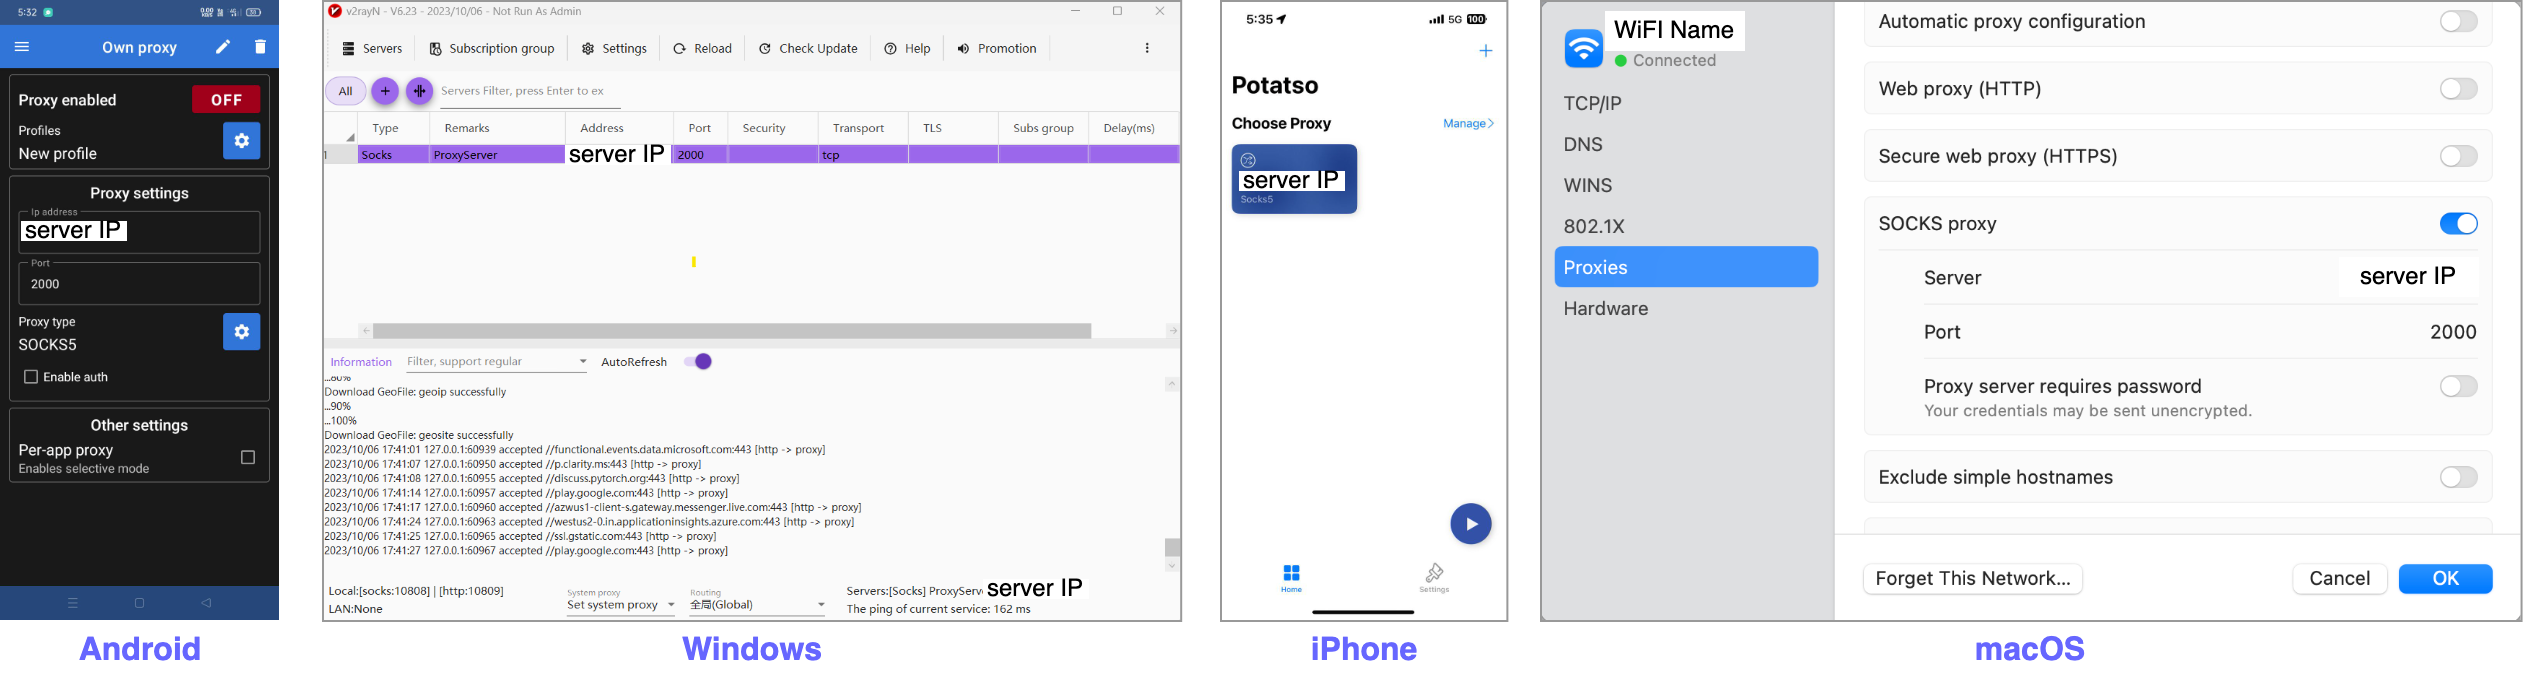 5:32
Own proxy
Proxy enabled
OFF
Profiles
New profile
Proxy settings
Ip address
server IP
Port
2000
Proxy type
SOCKS5
Enable auth
Other settings
Per-app proxy
Enables selective mode
Android
v2rayN - V6.23 - 2023/10/06 - Not Run As Admin
Servers Subscription group Settings Reload Check Update Help Promotion
All
Servers Filter, press Enter to ex
Type Remarks Address Port Security Transport TLS Subs group Delay(ms)
1 Socks ProxyServer server IP 2000 tcp
Information Filter, support regular AutoRefresh
...80%
Download GeoFile: geoip successfully
...90%
...100%
Download GeoFile: geosite successfully
2023/10/06 17:41:01 127.0.0.1:60939 accepted //functional.events.data.microsoft.com:443 [http -> proxy]
2023/10/06 17:41:07 127.0.0.1:60950 accepted //p.clarity.ms:443 [http -> proxy]
2023/10/06 17:41:08 127.0.0.1:60955 accepted //discuss.pytorch.org:443 [http -> proxy]
2023/10/06 17:41:14 127.0.0.1:60957 accepted //play.google.com:443 [http -> proxy]
2023/10/06 17:41:17 127.0.0.1:60960 accepted //azwus1-client-s.gateway.messenger.live.com:443 [http -> proxy]
2023/10/06 17:41:24 127.0.0.1:60963 accepted //westus2-0.in.applicationinsights.azure.com:443 [http -> proxy]
2023/10/06 17:41:25 127.0.0.1:60965 accepted //ssl.gstatic.com:443 [http -> proxy]
2023/10/06 17:41:27 127.0.0.1:60967 accepted //play.google.com:443 [http -> proxy]
Local:[socks:10808] | [http:10809]
LAN:None
System proxy
Set system proxy
Routing
全局(Global)
Servers:[Socks] ProxyServ server IP
The ping of current service: 162 ms
Windows
5:35
5G 100
Potatso
Choose Proxy
Manage
server IP
Socks5
Home
Settings
iPhone
WiFI Name
Connected
TCP/IP
DNS
WINS
802.1X
Proxies
Hardware
Automatic proxy configuration
Web proxy (HTTP)
Secure web proxy (HTTPS)
SOCKS proxy
Server
server IP
Port
2000
Proxy server requires password
Your credentials may be sent unencrypted.
Exclude simple hostnames
Forget This Network...
Cancel
OK
macOS